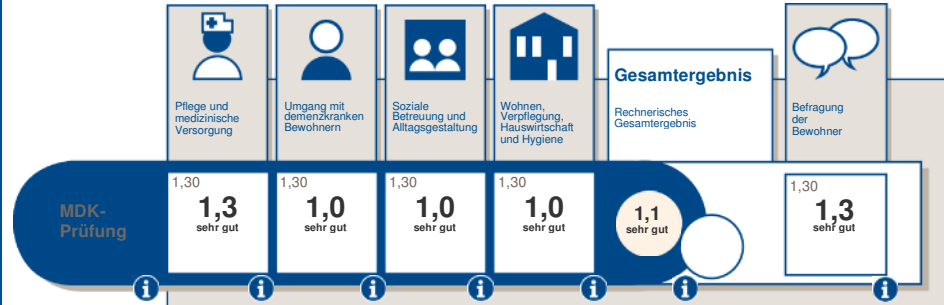 Pflege und
medizinische
Versorgung
Umgang mit
demenzkranken
Bewohnern
Soziale
Betreuung und
Alltagsgestaltung
Wohnen,
Verpflegung,
Hauswirtschaft
und Hygiene
Gesamtergebnis
Rechnerisches
Gesamtergebnis
Befragung
der
Bewohner
MDK-
Prüfung
1,30
1,3
sehr gut
1,30
1,0
sehr gut
1,30
1,0
sehr gut
1,30
1,0
sehr gut
1,1
sehr gut
1,30
1,3
sehr gut
i i i i i i i